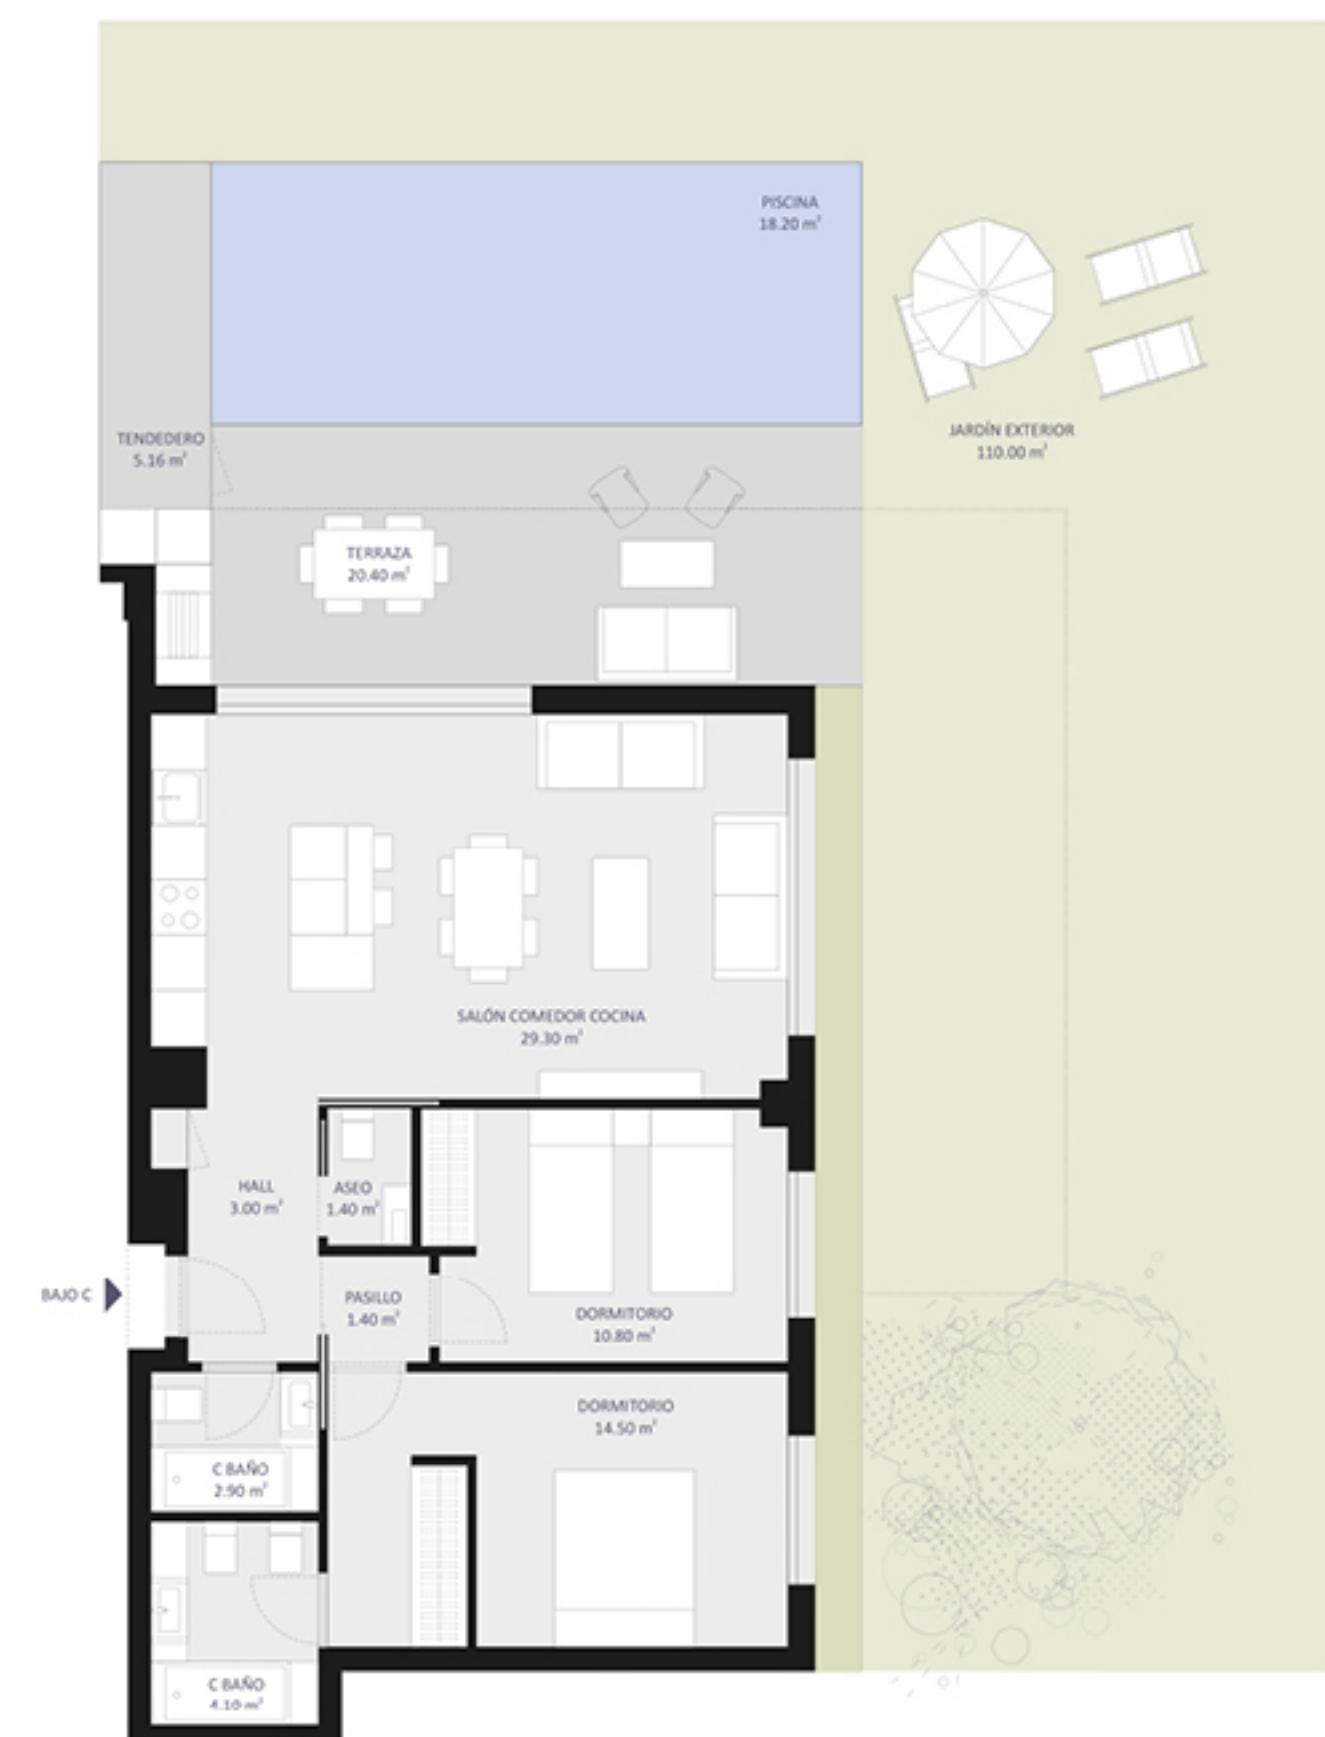 PISCINA
18.20 m²
TENDEDERO
5.16 m²
JARDÍN EXTERIOR
110.00 m²
TERRAZA
20.40 m²
SALÓN COMEDOR COCINA
29.30 m²
HALL
3.00 m²
ASEO
1.40 m²
BAJO C
PASILLO
1.40 m²
DORMITORIO
10.80 m²
DORMITORIO
14.50 m²
C BAÑO
2.90 m²
C BAÑO
4.10 m²